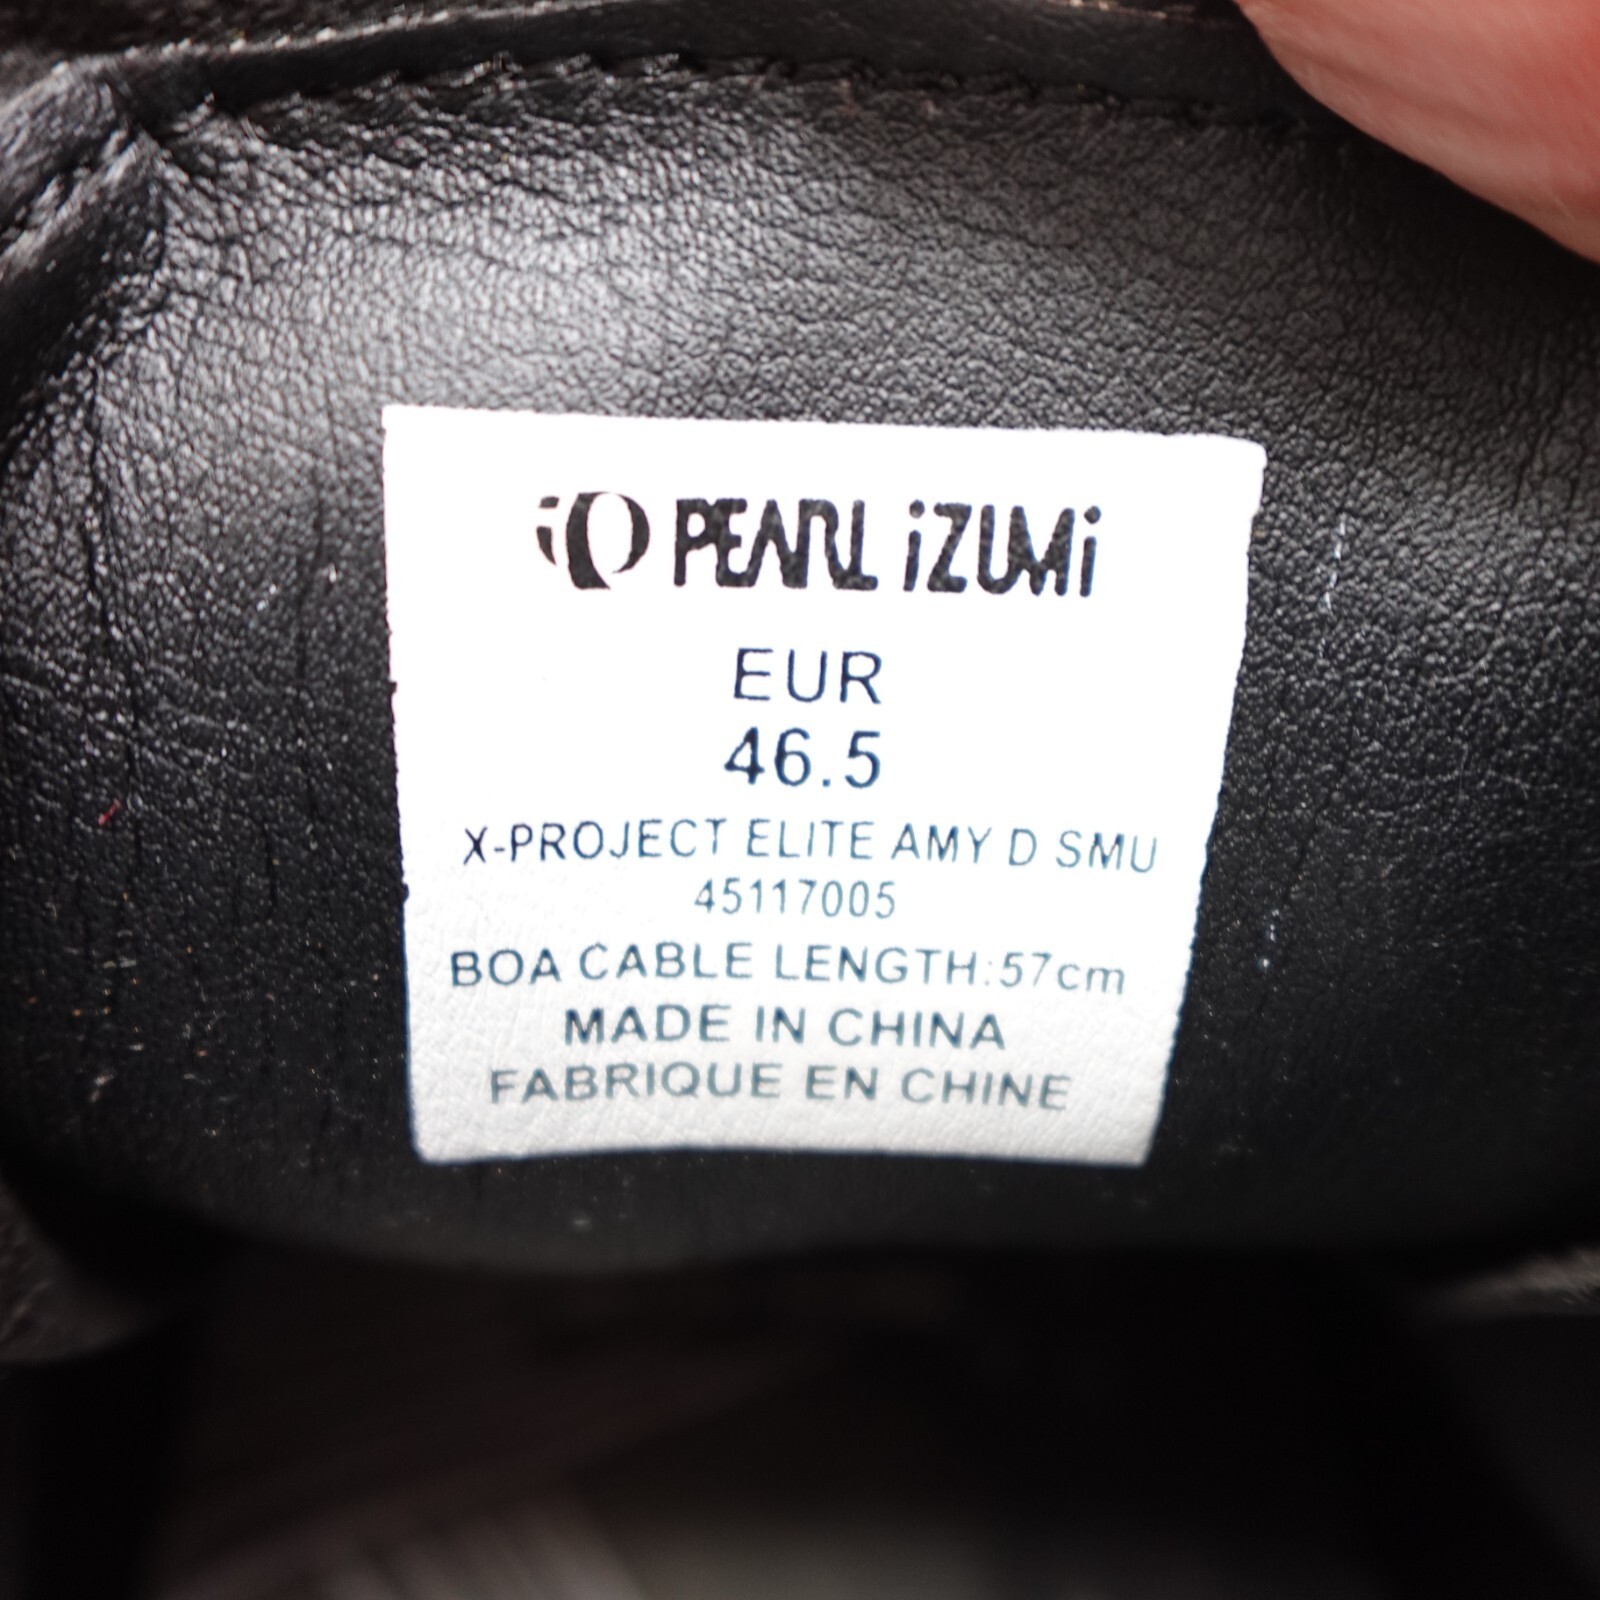 PEARL iZUMi
EUR
46.5
X-PROJECT ELITE AMY D SMU
45117005
BOA CABLE LENGTH:57cm
MADE IN CHINA
FABRIQUE EN CHINE